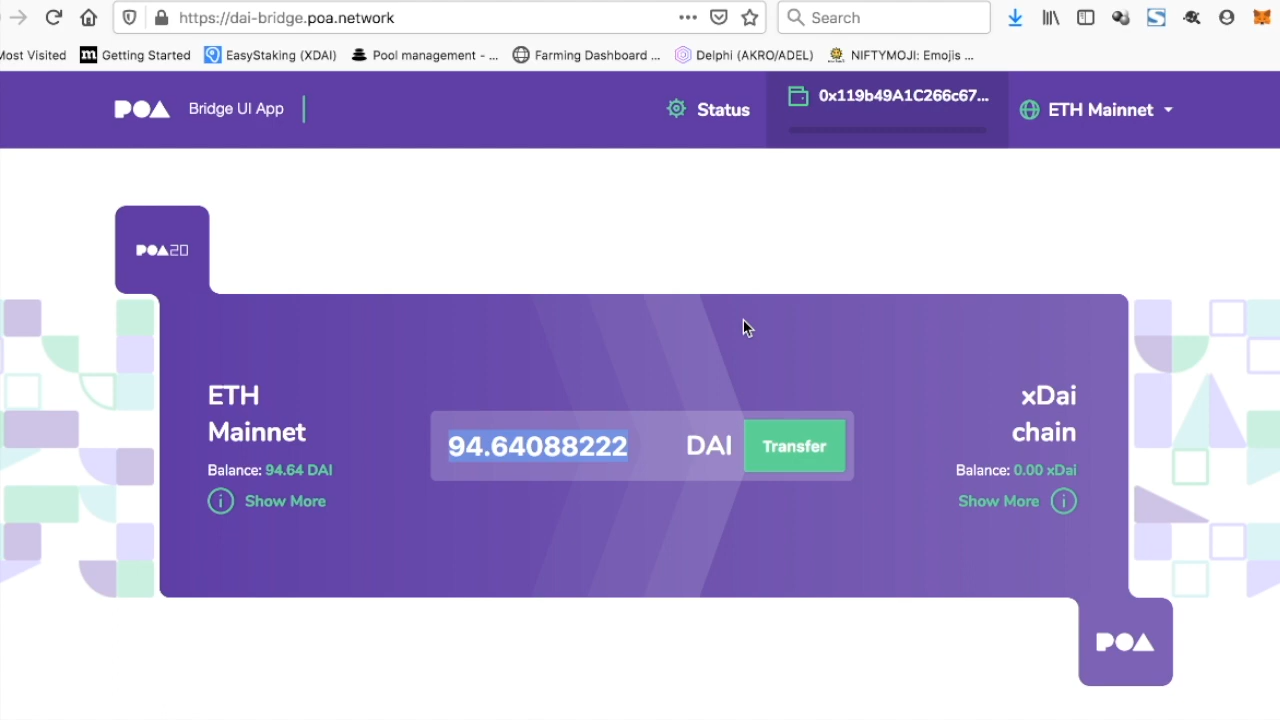 https://dai-bridge.poa.network
Search
Most Visited
Getting Started
EasyStaking (XDAI)
Pool management - ...
Farming Dashboard ...
Delphi (AKRO/ADEL)
NIFTYMOJI: Emojis ...
POA
Bridge UI App
Status
0x119b49A1C266c67...
ETH Mainnet
POA20
ETH
Mainnet
Balance: 94.64 DAI
Show More
94.64088222
DAI
Transfer
xDai
chain
Balance: 0.00 xDai
Show More
POA